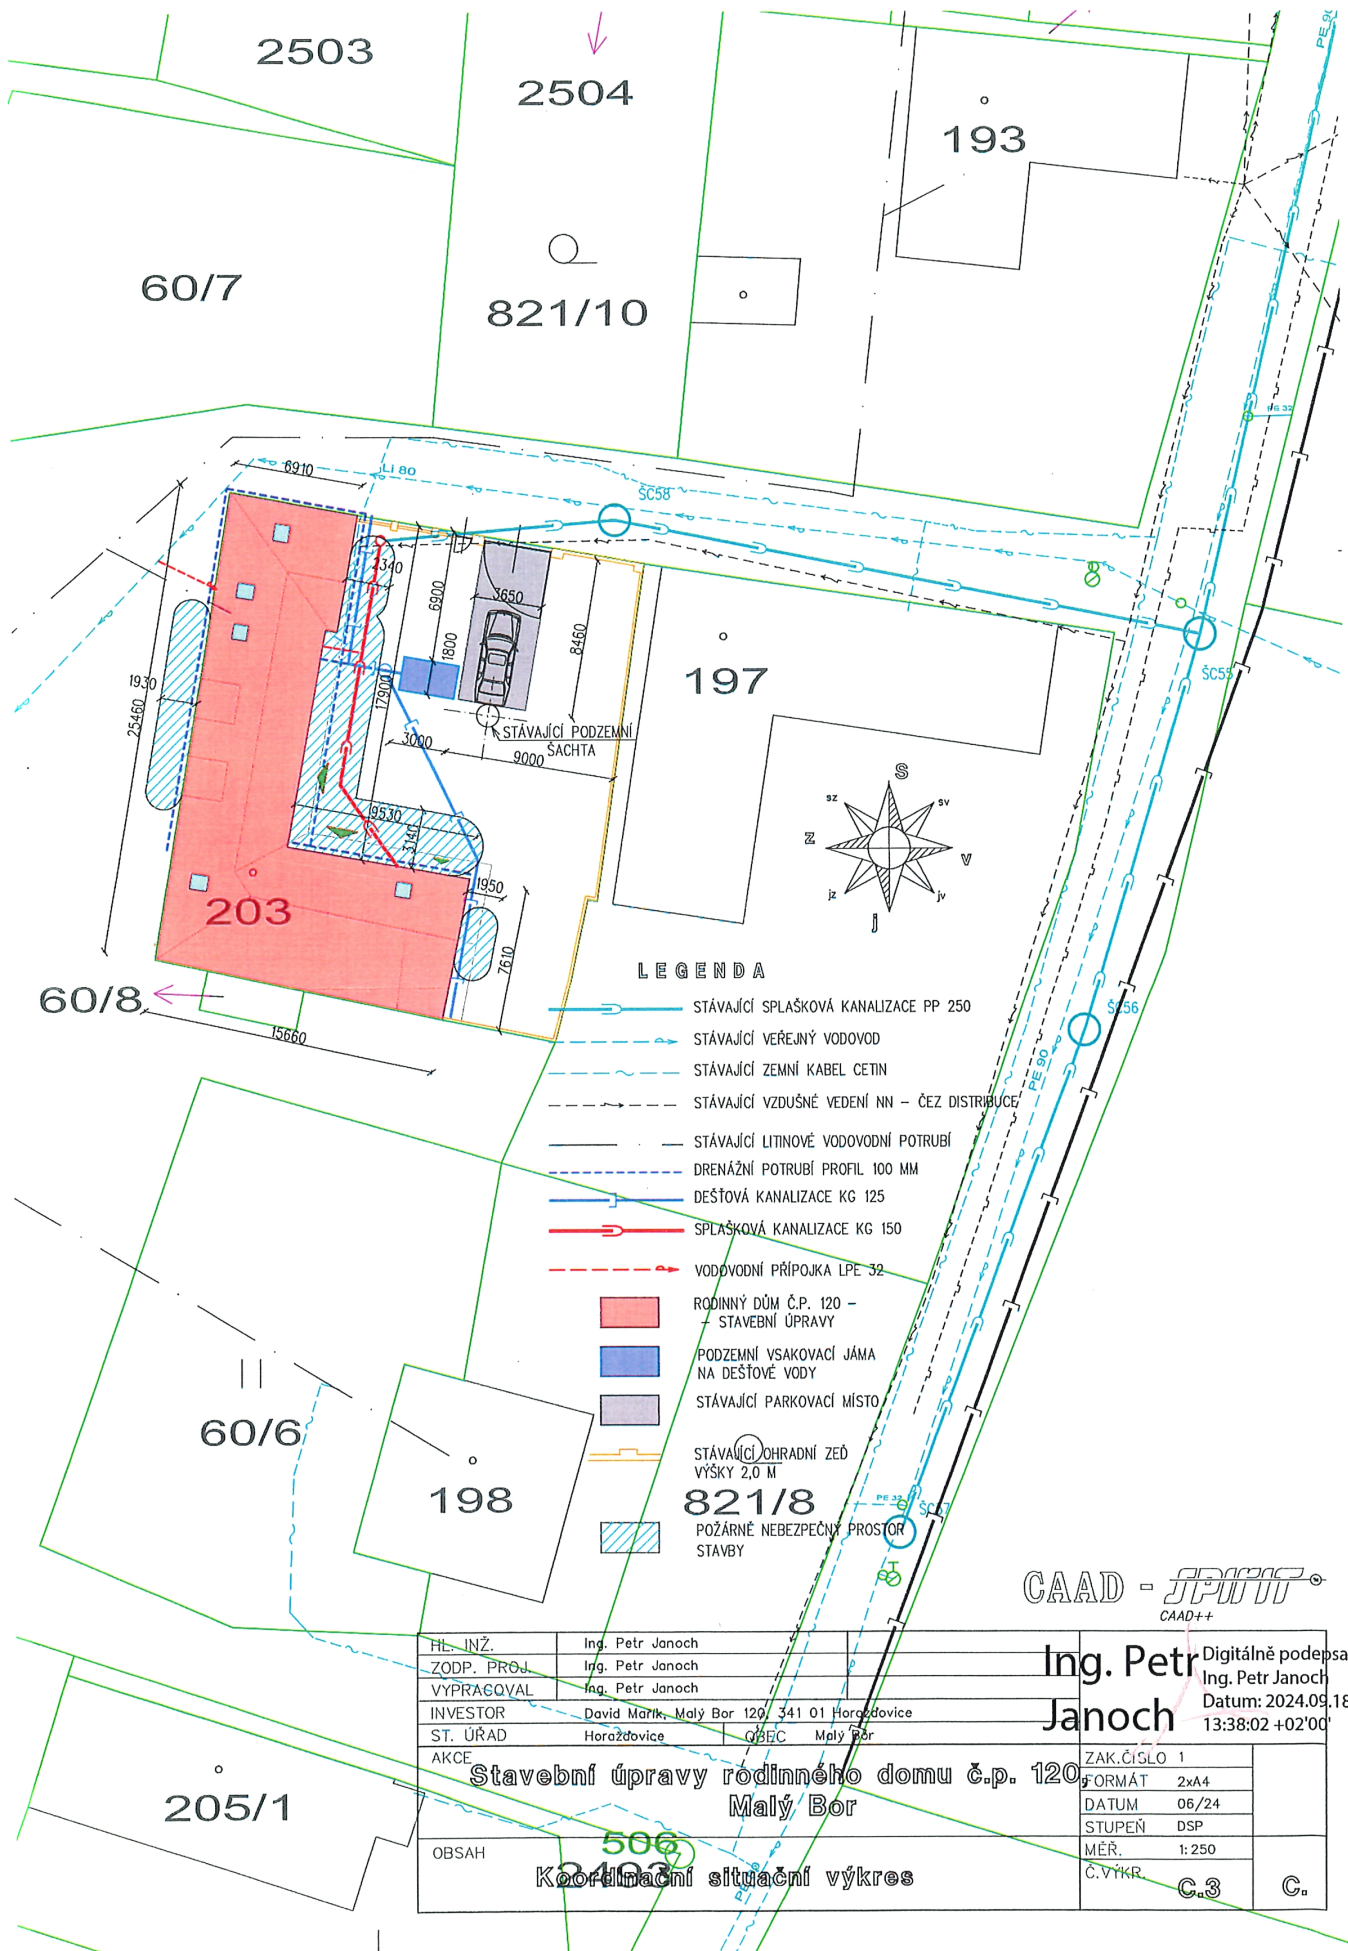 2503
2504
PE 90
193
60/7
821/10
PE 32
6910
Li 80
ŠC58
2340
6900
3650
8460
1800
197
ŠC55
1930
25460
17900
STÁVAJÍCÍ PODZEMNÍ
ŠACHTA
3000
9000
S
sz
sv
Z
V
jz
jv
j
9530
3140
1950
203
7610
60/8
15660
LEGENDA
STÁVAJÍCÍ SPLAŠKOVÁ KANALIZACE PP 250
ŠC56
STÁVAJÍCÍ VEŘEJNÝ VODOVOD
STÁVAJÍCÍ ZEMNÍ KABEL CETIN
PE 90
STÁVAJÍCÍ VZDUŠNÉ VEDENÍ NN – ČEZ DISTRIBUCE
STÁVAJÍCÍ LITINOVÉ VODOVODNÍ POTRUBÍ
DRENÁŽNÍ POTRUBÍ PROFIL 100 MM
DEŠŤOVÁ KANALIZACE KG 125
SPLAŠKOVÁ KANALIZACE KG 150
VODOVODNÍ PŘÍPOJKA LPE 32
RODINNÝ DŮM Č.P. 120 –
– STAVEBNÍ ÚPRAVY
PODZEMNÍ VSAKOVACÍ JÁMA
NA DEŠŤOVÉ VODY
STÁVAJÍCÍ PARKOVACÍ MÍSTO
60/6
STÁVAJÍCÍ OHRADNÍ ZEĎ
VÝŠKY 2,0 M
198
821/8
PE 32
ŠC57
POŽÁRNĚ NEBEZPEČNÝ PROSTOR
STAVBY
CAAD - SPIRIT
CAAD++
HL. INŽ. Ing. Petr Janoch
ZODP. PROJ. Ing. Petr Janoch
VYPRACOVAL Ing. Petr Janoch
INVESTOR David Mařík, Malý Bor 120, 341 01 Horažďovice
ST. ÚŘAD Horažďovice OBEC Malý Bor
Ing. Petr
Janoch
Digitálně podepsa
Ing. Petr Janoch
Datum: 2024.09.18
13:38:02 +02'00'
AKCE
Stavební úpravy rodinného domu č.p. 120,
Malý Bor
ZAK.ČÍSLO 1
FORMÁT 2xA4
DATUM 06/24
STUPEŇ DSP
MĚŘ. 1:250
Č.VÝKR. C.3 C.
205/1
506
2493
OBSAH
Koordinační situační výkres